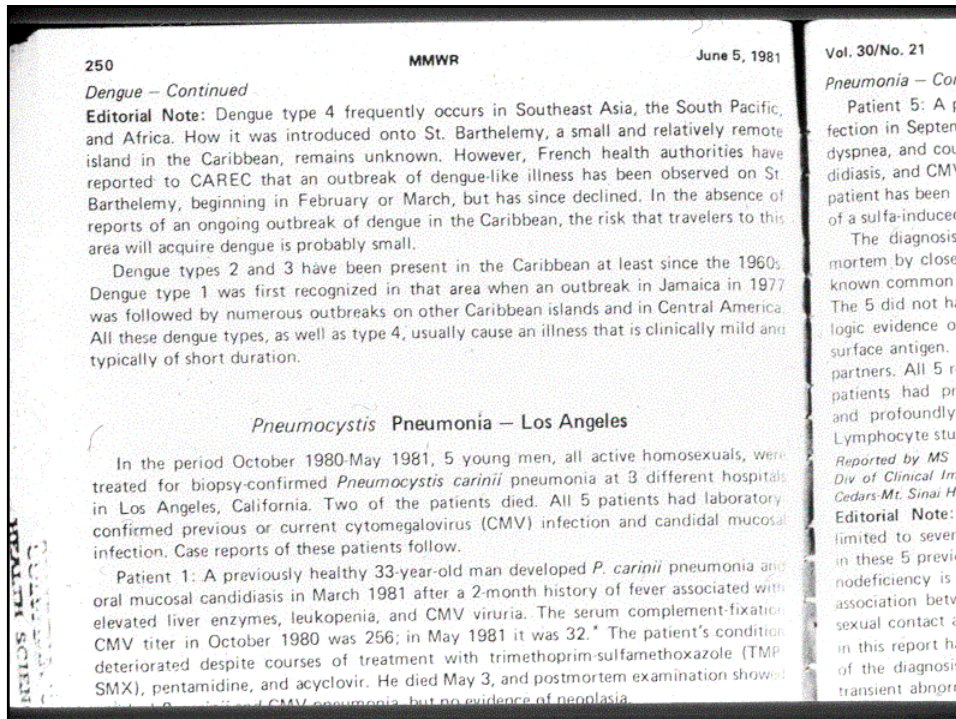 250 MMWR June 5, 1981
Dengue — Continued
Editorial Note: Dengue type 4 frequently occurs in Southeast Asia, the South Pacific,
and Africa. How it was introduced onto St. Barthelemy, a small and relatively remote
island in the Caribbean, remains unknown. However, French health authorities have
reported to CAREC that an outbreak of dengue-like illness has been observed on St.
Barthelemy, beginning in February or March, but has since declined. In the absence of
reports of an ongoing outbreak of dengue in the Caribbean, the risk that travelers to this
area will acquire dengue is probably small.
Dengue types 2 and 3 have been present in the Caribbean at least since the 1960s.
Dengue type 1 was first recognized in that area when an outbreak in Jamaica in 1977
was followed by numerous outbreaks on other Caribbean islands and in Central America.
All these dengue types, as well as type 4, usually cause an illness that is clinically mild and
typically of short duration.
Pneumocystis Pneumonia — Los Angeles
In the period October 1980-May 1981, 5 young men, all active homosexuals, were
treated for biopsy-confirmed Pneumocystis carinii pneumonia at 3 different hospitals
in Los Angeles, California. Two of the patients died. All 5 patients had laboratory-
confirmed previous or current cytomegalovirus (CMV) infection and candidal mucosal
infection. Case reports of these patients follow.
Patient 1: A previously healthy 33-year-old man developed P. carinii pneumonia and
oral mucosal candidiasis in March 1981 after a 2-month history of fever associated with
elevated liver enzymes, leukopenia, and CMV viruria. The serum complement-fixation
CMV titer in October 1980 was 256; in May 1981 it was 32.* The patient's condition
deteriorated despite courses of treatment with trimethoprim-sulfamethoxazole (TMP
SMX), pentamidine, and acyclovir. He died May 3, and postmortem examination showed
CMV pneumonia, but no evidence of neoplasia.
HEALTH SCIEN
Vol. 30/No. 21
Pneumonia — Con
Patient 5: A p
fection in Septem
dyspnea, and cou
didiasis, and CMV
patient has been
of a sulfa-induced
The diagnosis
mortem by close
known common
The 5 did not ha
logic evidence o
surface antigen.
partners. All 5 r
patients had pr
and profoundly
Lymphocyte stu
Reported by MS
Div of Clinical Im
Cedars-Mt. Sinai H
Editorial Note:
limited to sever
in these 5 previ
nodeficiency is
association betw
sexual contact a
in this report ha
of the diagnosis
transient abnorm